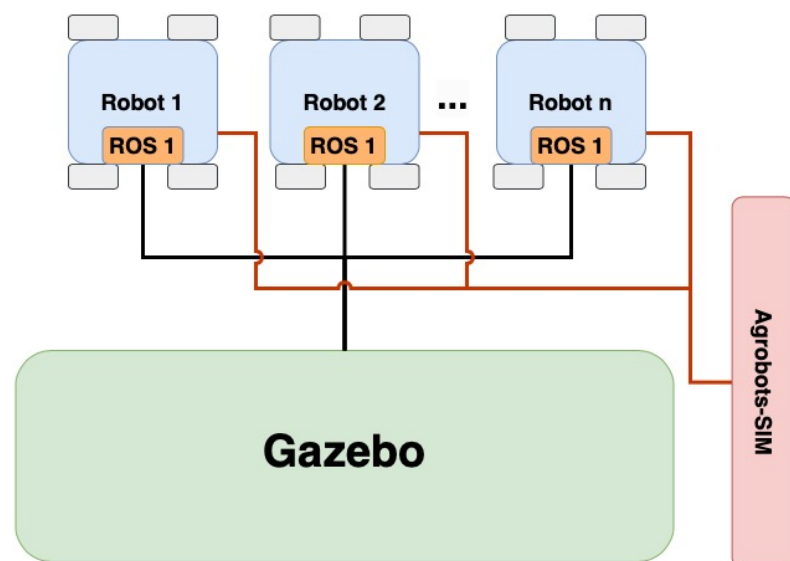 Robot 1
Robot 2
...
Robot n
ROS 1
ROS 1
ROS 1
Agrobots-SIM
Gazebo